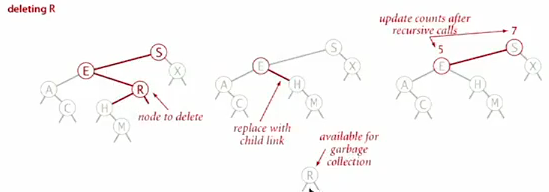 deleting R
S
E
X
A
R
C
H
M
node to delete
S
E
X
A
H
C
M
replace with
child link
available for
garbage
collection
R
update counts after
recursive calls
7
5
S
E
X
A
H
C
M